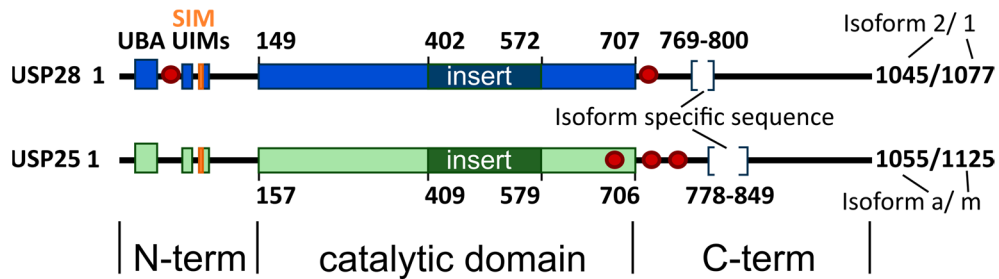 SIM
UBA UIMs 149 402 572 707 769-800 Isoform 2/ 1
USP28 1 insert 1045/1077
Isoform specific sequence
USP25 1 insert 1055/1125
157 409 579 706 778-849 Isoform a/ m
N-term catalytic domain C-term